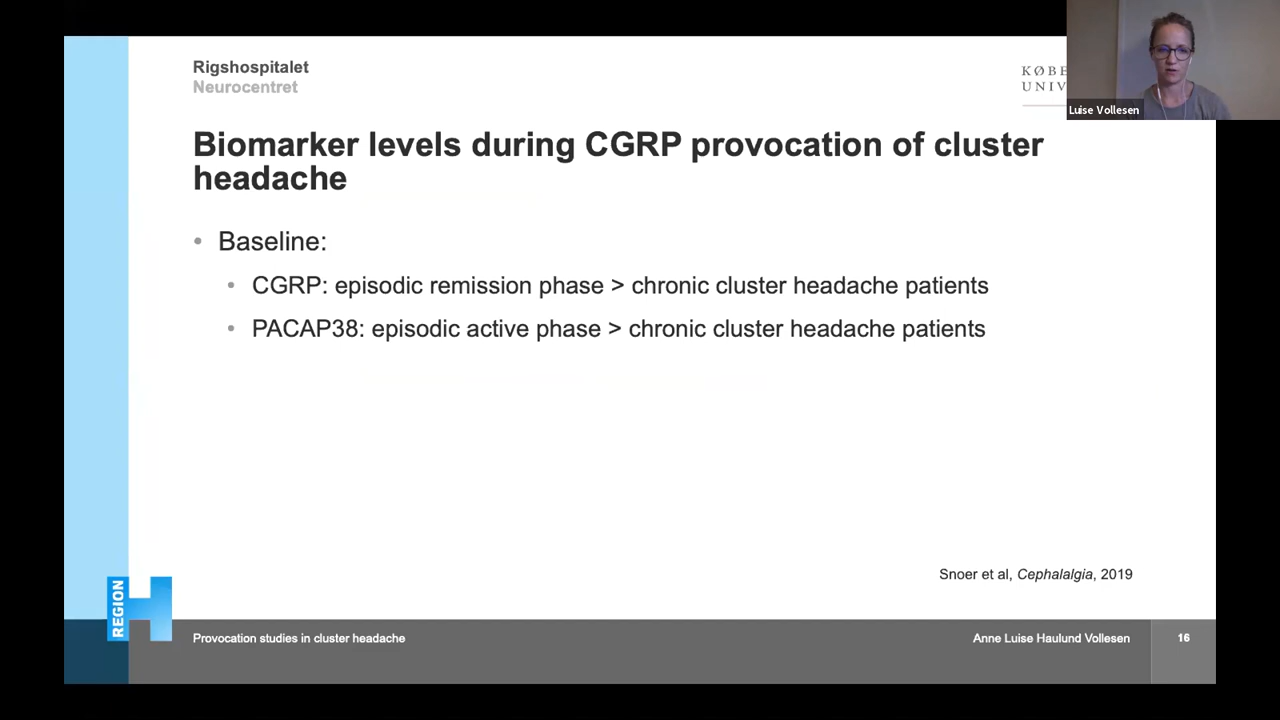 Rigshospitalet
Neurocentret
KØBE
UNIV
Luise Vollesen
Biomarker levels during CGRP provocation of cluster
headache
• Baseline:
• CGRP: episodic remission phase > chronic cluster headache patients
• PACAP38: episodic active phase > chronic cluster headache patients
Snoer et al, Cephalalgia, 2019
REGION
Provocation studies in cluster headache
Anne Luise Haulund Vollesen
16